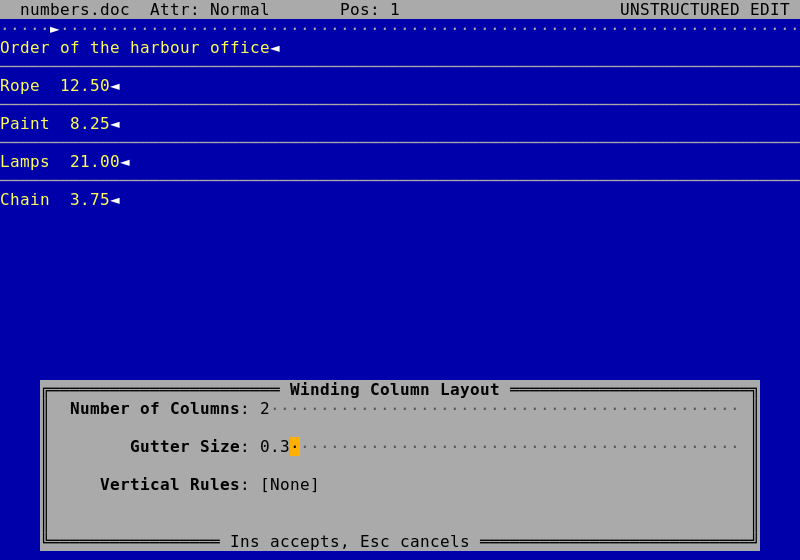 numbers.doc  Attr: Normal       Pos: 1                      UNSTRUCTURED EDIT
Order of the harbour office◄
Rope  12.50◄
Paint  8.25◄
Lamps  21.00◄
Chain  3.75◄
Winding Column Layout
Number of Columns: 2
Gutter Size: 0.3
Vertical Rules: [None]
Ins accepts, Esc cancels